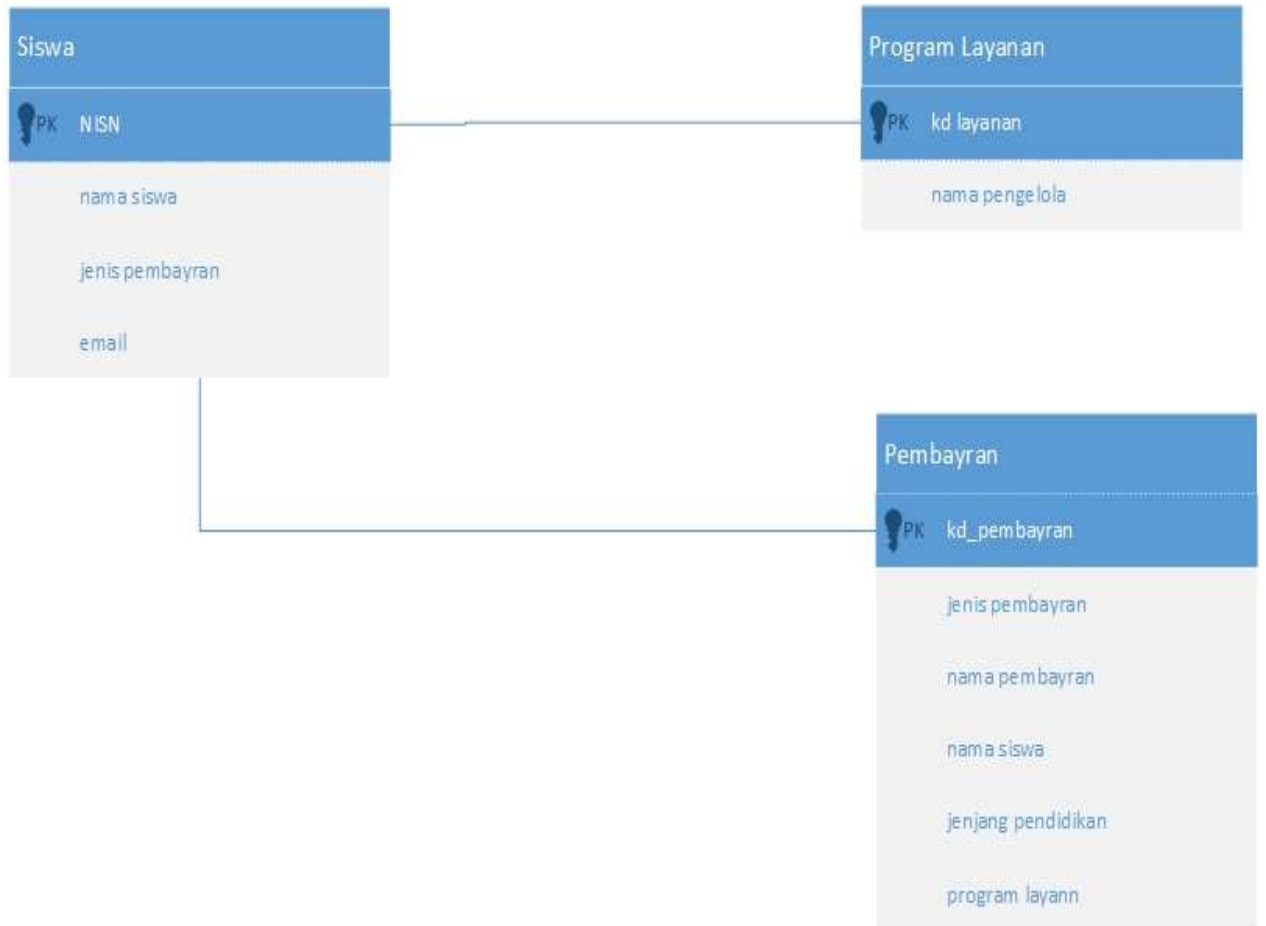 Siswa
PK NISN
nama siswa
jenis pembayran
email
Program Layanan
PK kd layanan
nama pengelola
Pembayran
PK kd_pembayran
jenis pembayran
nama pembayran
nama siswa
jenjang pendidikan
program layann